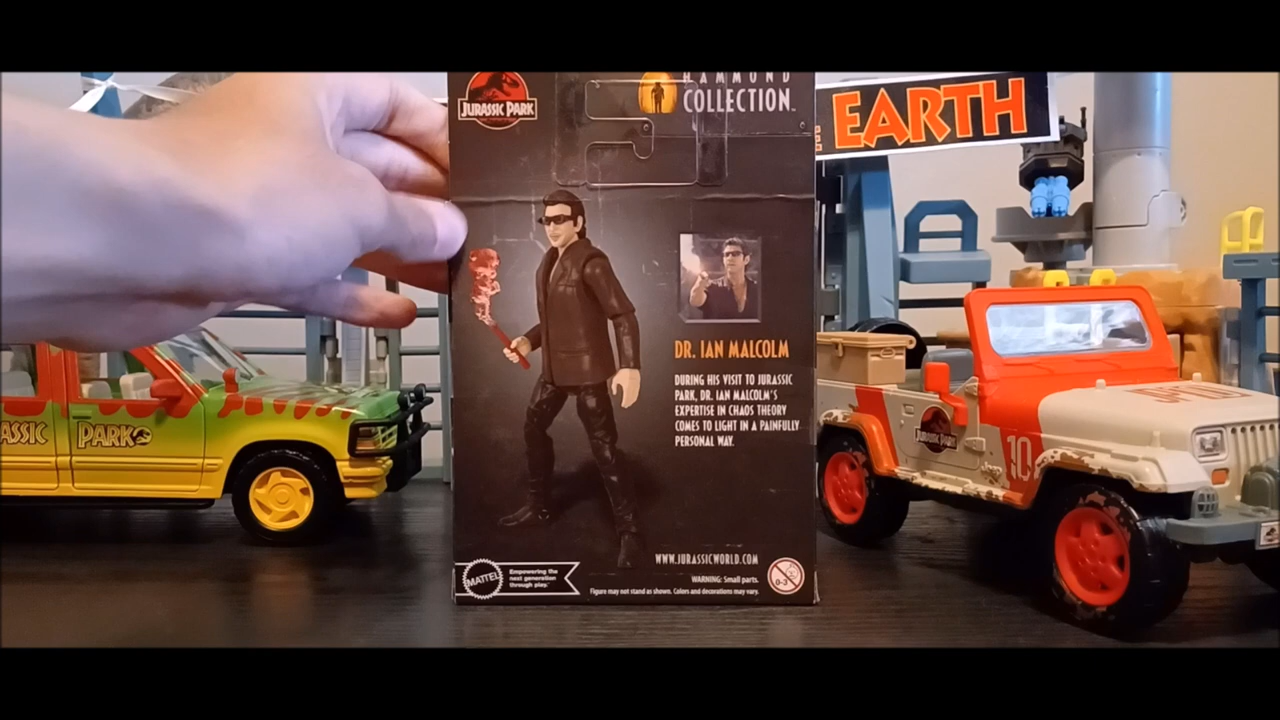 JURASSIC PARK
HAMMOND
COLLECTION™
EARTH
DR. IAN MALCOLM
DURING HIS VISIT TO JURASSIC
PARK, DR. IAN MALCOLM'S
EXPERTISE IN CHAOS THEORY
COMES TO LIGHT IN A PAINFULLY
PERSONAL WAY.
ASSIC PARK
JURASSIC PARK
10
WWW.JURASSICWORLD.COM
MATTEL
Empowering the
next generation
through play.™
WARNING: Small parts.
0-3
Figure may not stand as shown. Colors and decorations may vary.